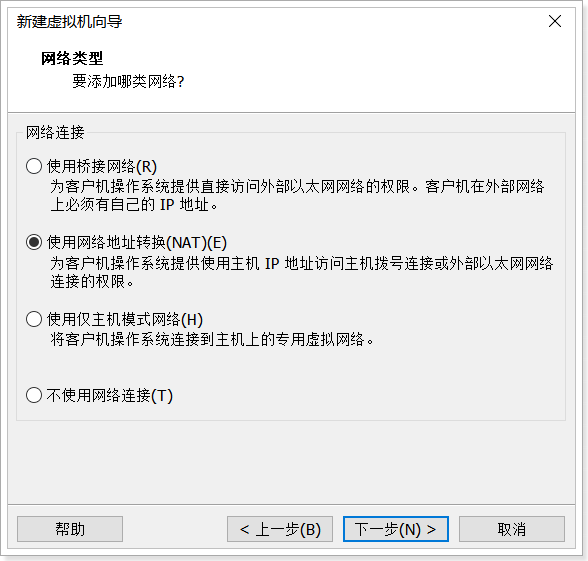 新建虚拟机向导
网络类型
要添加哪类网络?
网络连接
使用桥接网络(R)
为客户机操作系统提供直接访问外部以太网网络的权限。客户机在外部网络
上必须有自己的 IP 地址。
使用网络地址转换(NAT)(E)
为客户机操作系统提供使用主机 IP 地址访问主机拨号连接或外部以太网网络
连接的权限。
使用仅主机模式网络(H)
将客户机操作系统连接到主机上的专用虚拟网络。
不使用网络连接(T)
帮助
< 上一步(B)
下一步(N) >
取消